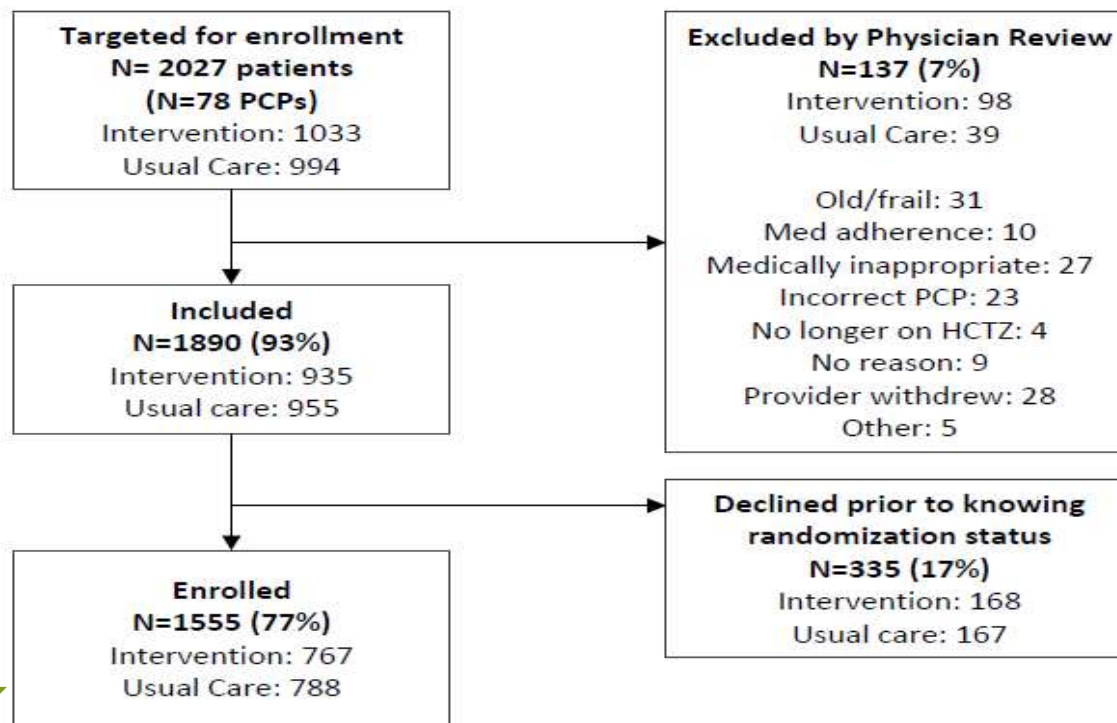 Targeted for enrollment
N= 2027 patients
(N=78 PCPs)
Intervention: 1033
Usual Care: 994
Excluded by Physician Review
N=137 (7%)
Intervention: 98
Usual Care: 39
Old/frail: 31
Med adherence: 10
Medically inappropriate: 27
Incorrect PCP: 23
No longer on HCTZ: 4
No reason: 9
Provider withdrew: 28
Other: 5
Included
N=1890 (93%)
Intervention: 935
Usual care: 955
Declined prior to knowing
randomization status
N=335 (17%)
Intervention: 168
Usual care: 167
Enrolled
N=1555 (77%)
Intervention: 767
Usual Care: 788